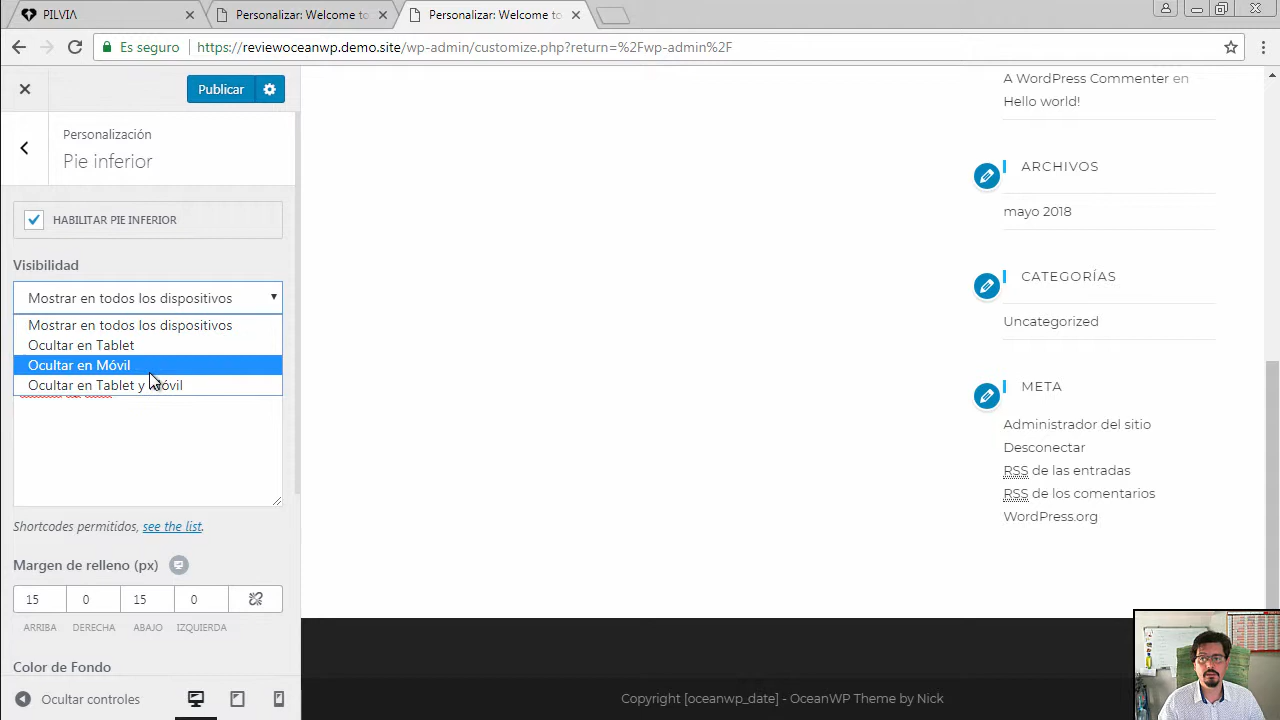 PILVIA
Personalizar: Welcome to
Personalizar: Welcome to
Es seguro
https://reviewoceanwp.demo.site/wp-admin/customize.php?return=%2Fwp-admin%2F
Publicar
Personalización
Pie inferior
HABILITAR PIE INFERIOR
Visibilidad
Mostrar en todos los dispositivos
Mostrar en todos los dispositivos
Ocultar en Tablet
Ocultar en Móvil
Ocultar en Tablet y Móvil
Shortcodes permitidos, see the list.
Margen de relleno (px)
15 0 15 0
ARRIBA DERECHA ABAJO IZQUIERDA
Color de Fondo
Ocultar controles
A WordPress Commenter en
Hello world!
ARCHIVOS
mayo 2018
CATEGORÍAS
Uncategorized
META
Administrador del sitio
Desconectar
RSS de las entradas
RSS de los comentarios
WordPress.org
Copyright [oceanwp_date] - OceanWP Theme by Nick